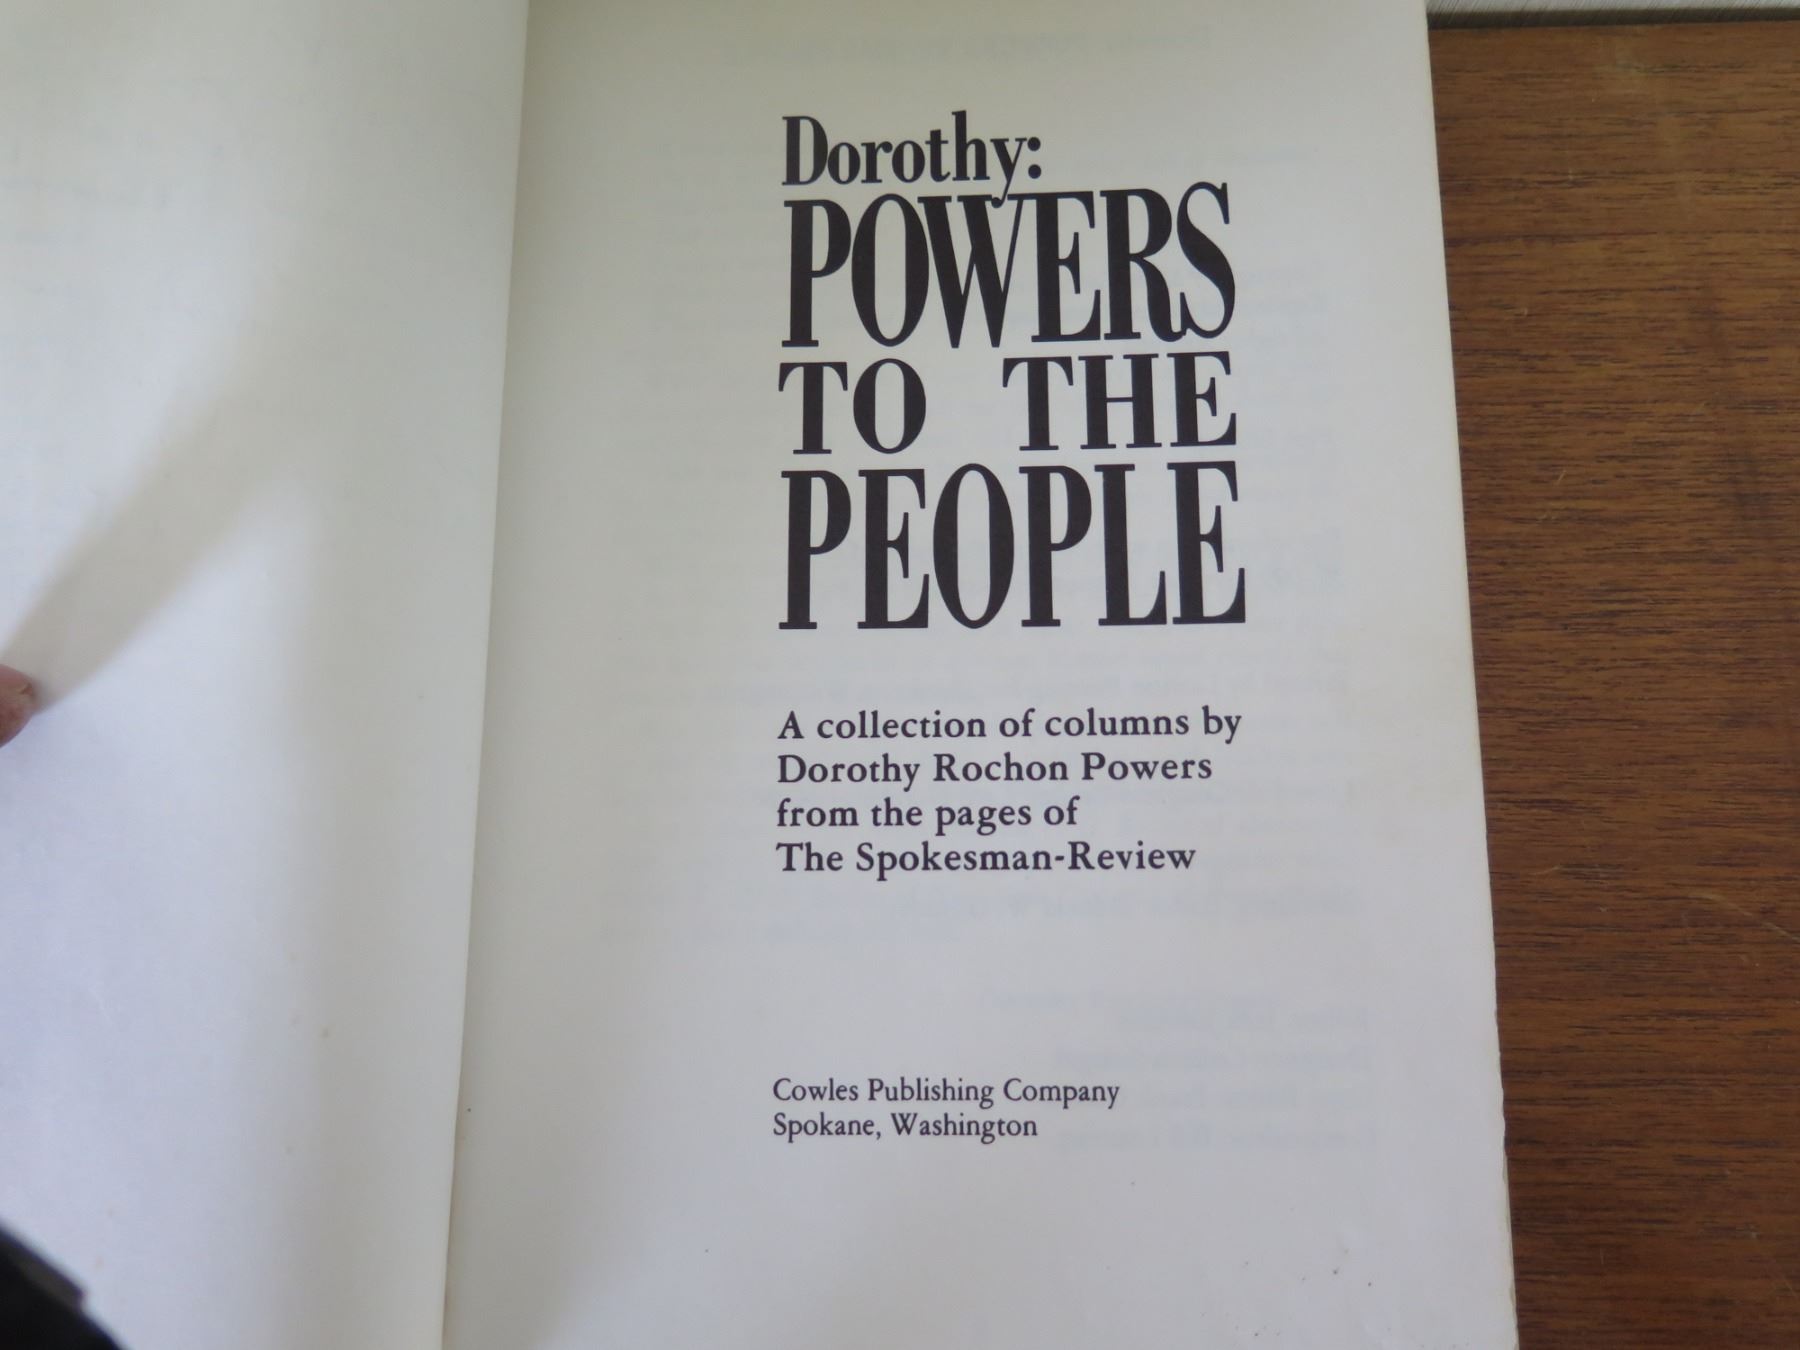 Dorothy:
POWERS
TO THE
PEOPLE
A collection of columns by
Dorothy Rochon Powers
from the pages of
The Spokesman-Review
Cowles Publishing Company
Spokane, Washington